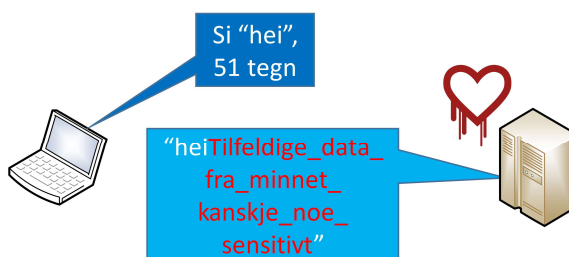 Si “hei”,
51 tegn
“heiTilfeldige_data_
fra_minnet_
kanskje_noe_
sensitivt”